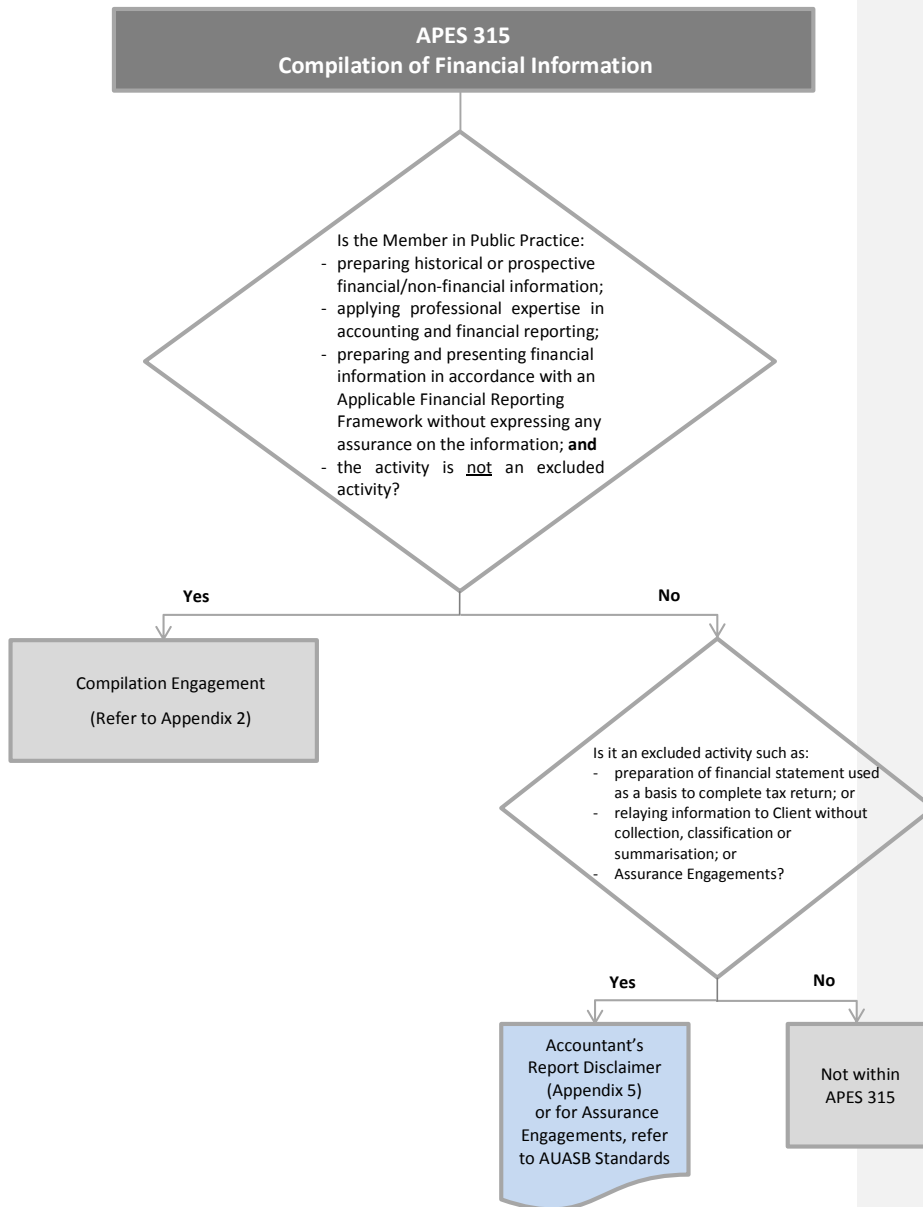 APES 315
Compilation of Financial Information
Is the Member in Public Practice:
- preparing historical or prospective
financial/non-financial information;
- applying professional expertise in
accounting and financial reporting;
- preparing and presenting financial
information in accordance with an
Applicable Financial Reporting
Framework without expressing any
assurance on the information; and
- the activity is not an excluded
activity?
Yes
No
Compilation Engagement
(Refer to Appendix 2)
Is it an excluded activity such as:
- preparation of financial statement used
as a basis to complete tax return; or
- relaying information to Client without
collection, classification or
summarisation; or
- Assurance Engagements?
Yes
No
Accountant's
Report Disclaimer
(Appendix 5)
or for Assurance
Engagements, refer
to AUASB Standards
Not within
APES 315